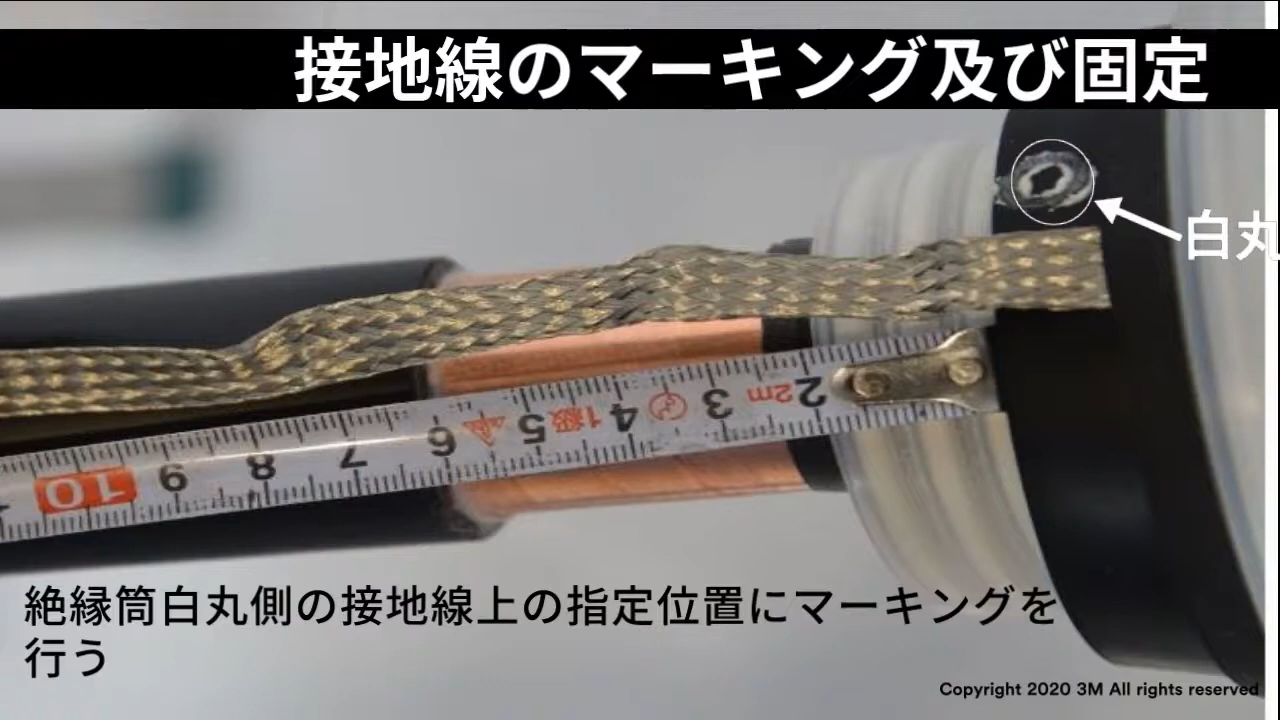 接地線のマーキング及び固定
白丸
2
2m
3
4
1級
5
6
7
8
9
10
絶縁筒白丸側の接地線上の指定位置にマーキングを
行う
Copyright 2020 3M All rights reserved